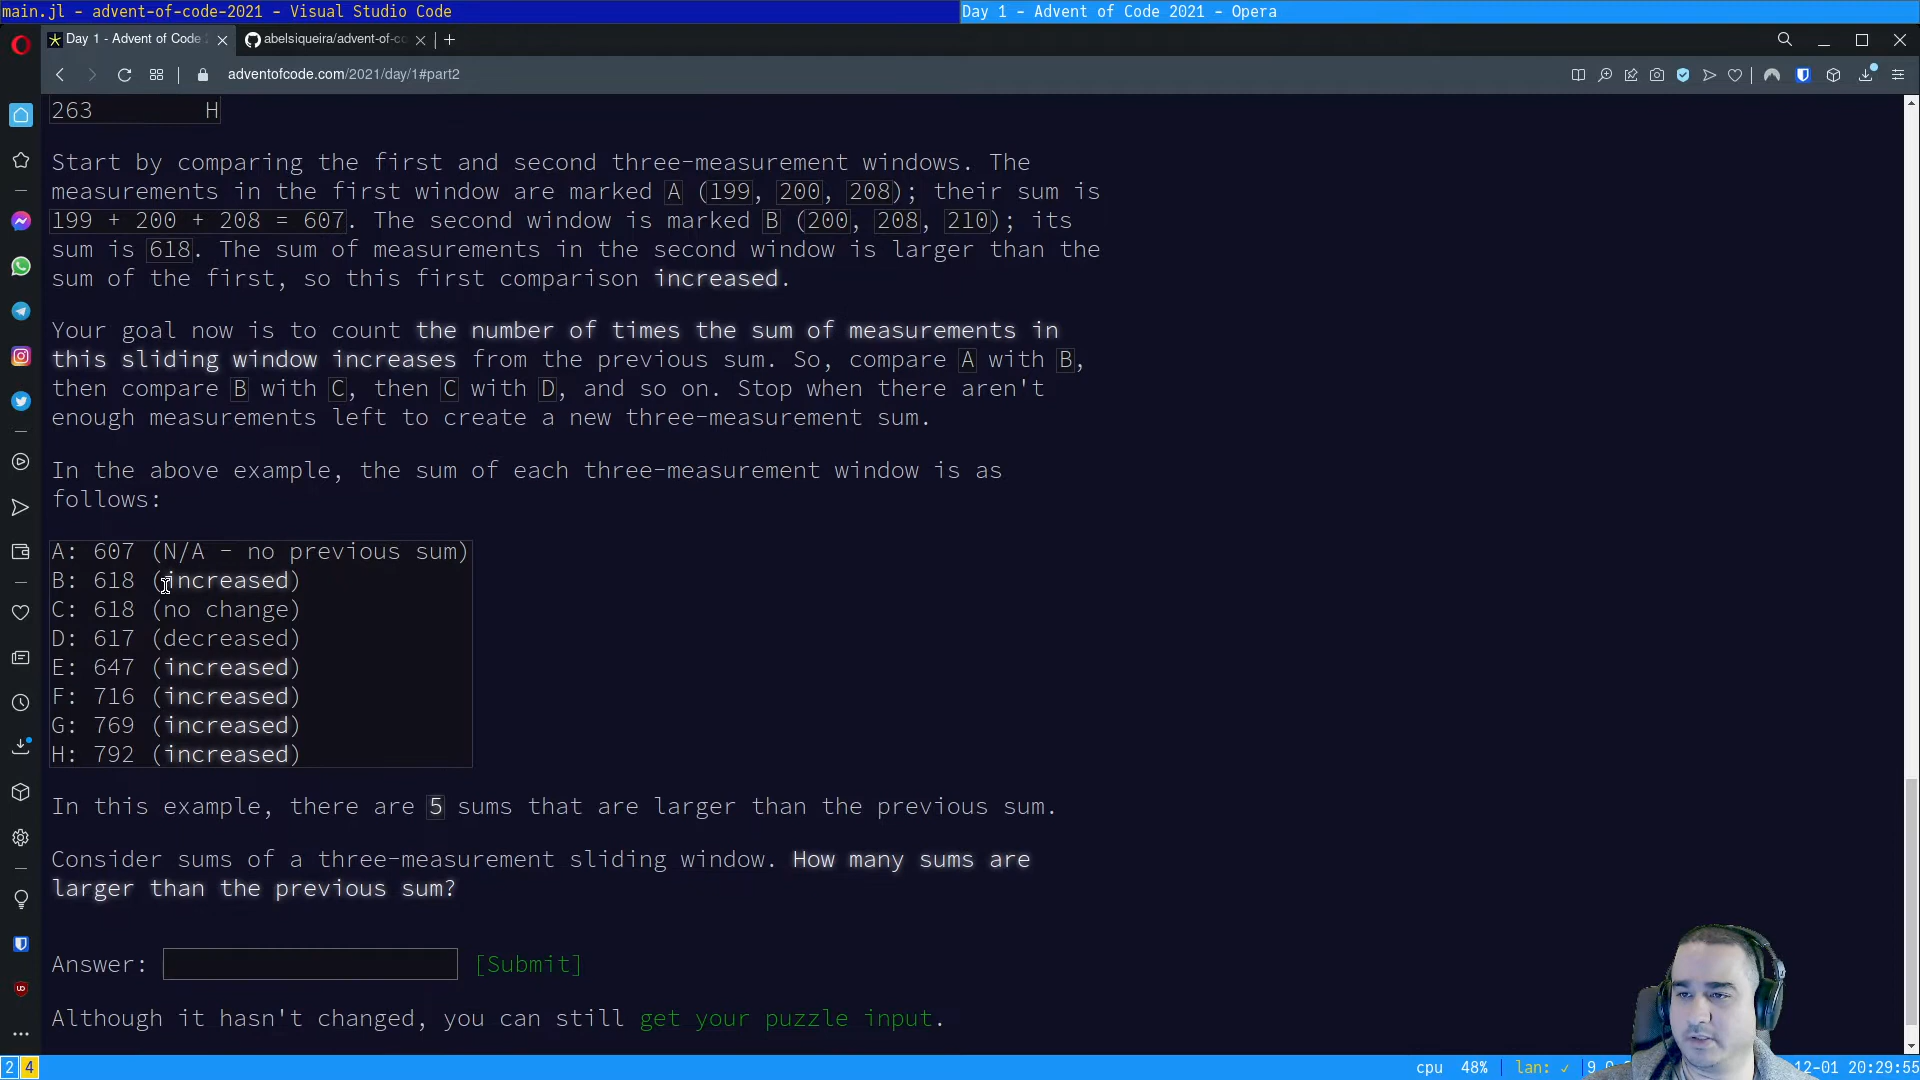 main.jl - advent-of-code-2021 - Visual Studio Code
Day 1 - Advent of Code 2021 - Opera
Day 1 - Advent of Code
abelsiqueira/advent-of-co
adventofcode.com/2021/day/1#part2
263 H
Start by comparing the first and second three-measurement windows. The
measurements in the first window are marked A (199, 200, 208); their sum is
199 + 200 + 208 = 607. The second window is marked B (200, 208, 210); its
sum is 618. The sum of measurements in the second window is larger than the
sum of the first, so this first comparison increased.
Your goal now is to count the number of times the sum of measurements in
this sliding window increases from the previous sum. So, compare A with B,
then compare B with C, then C with D, and so on. Stop when there aren't
enough measurements left to create a new three-measurement sum.
In the above example, the sum of each three-measurement window is as
follows:
A: 607 (N/A - no previous sum)
B: 618 (increased)
C: 618 (no change)
D: 617 (decreased)
E: 647 (increased)
F: 716 (increased)
G: 769 (increased)
H: 792 (increased)
In this example, there are 5 sums that are larger than the previous sum.
Consider sums of a three-measurement sliding window. How many sums are
larger than the previous sum?
Answer: [Submit]
Although it hasn't changed, you can still get your puzzle input.
2 4 cpu 48% lan: ✓ 12-01 20:29:55